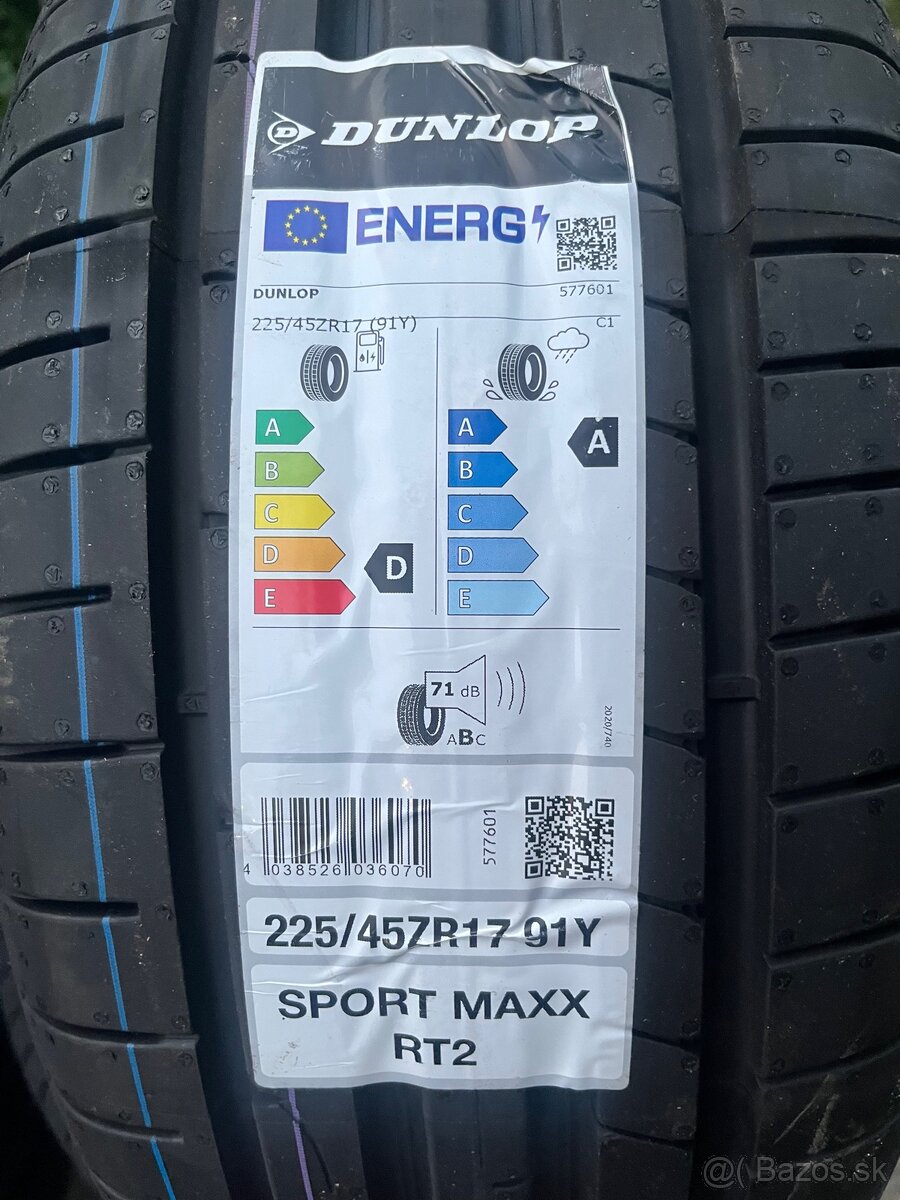 D DUNLOP
ENERG
DUNLOP 577601
225/45ZR17 (91Y) C1
A A A
B B
C C
D D D
E E
71 dB
ABC
2020/740
4 038526 036070
577601
225/45ZR17 91Y
SPORT MAXX
RT2
@( Bazos.sk